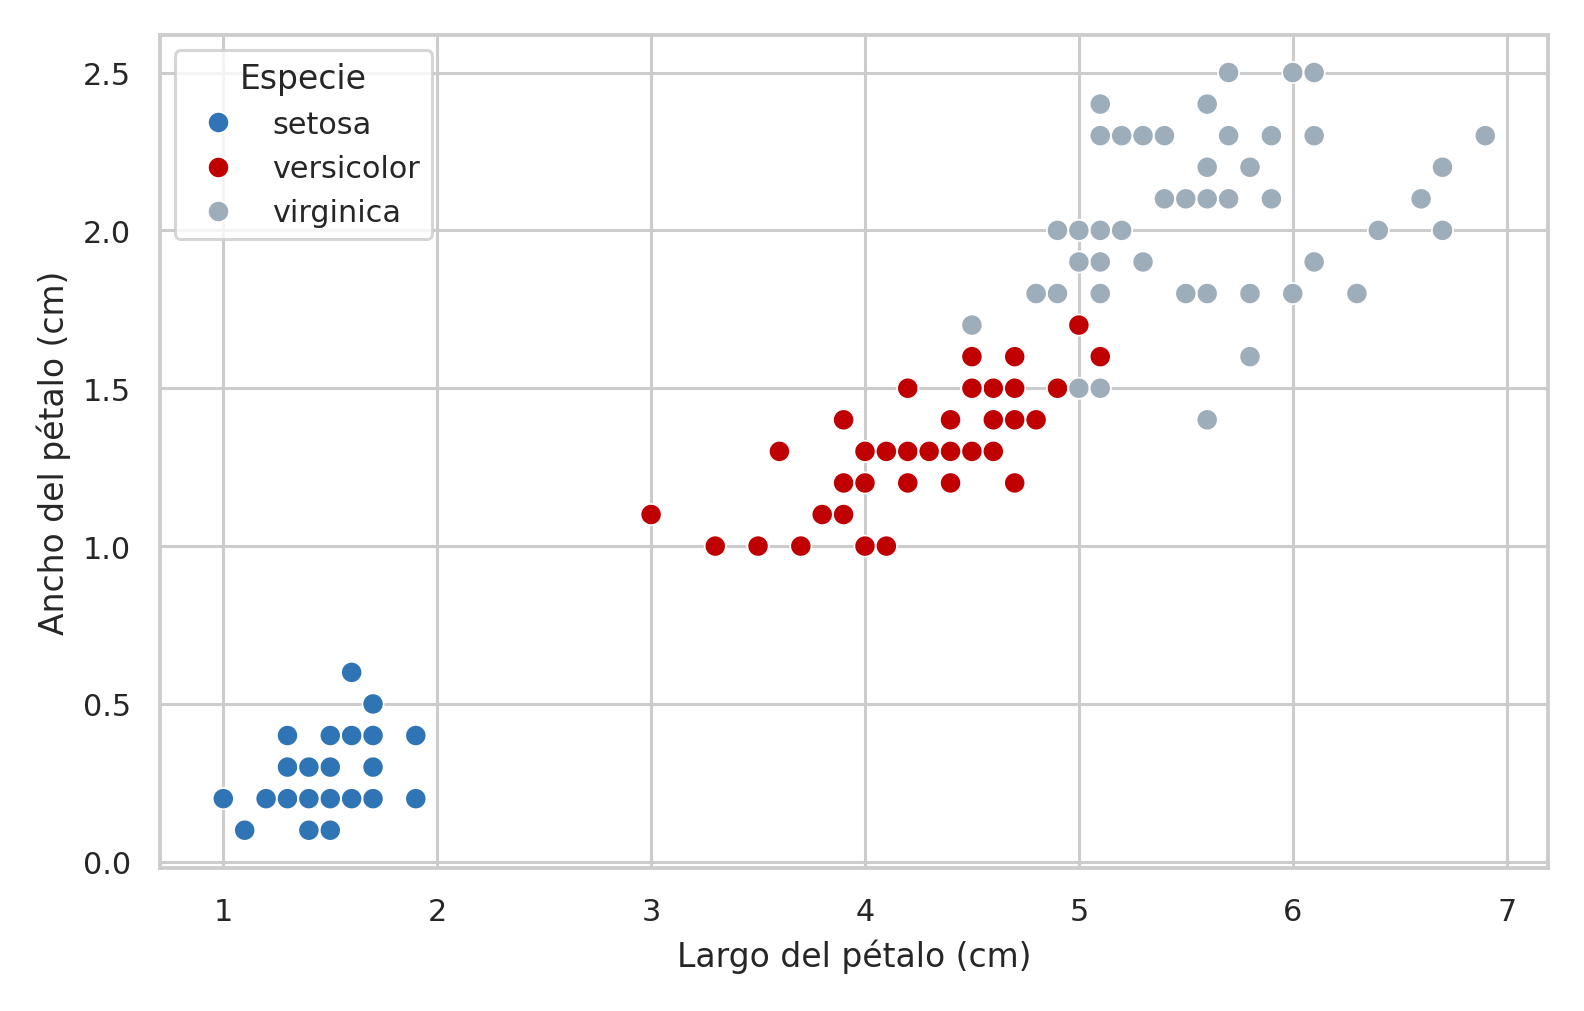 Especie
setosa
versicolor
virginica
2.5
2.0
1.5
1.0
0.5
0.0
Ancho del pétalo (cm)
1 2 3 4 5 6 7
Largo del pétalo (cm)